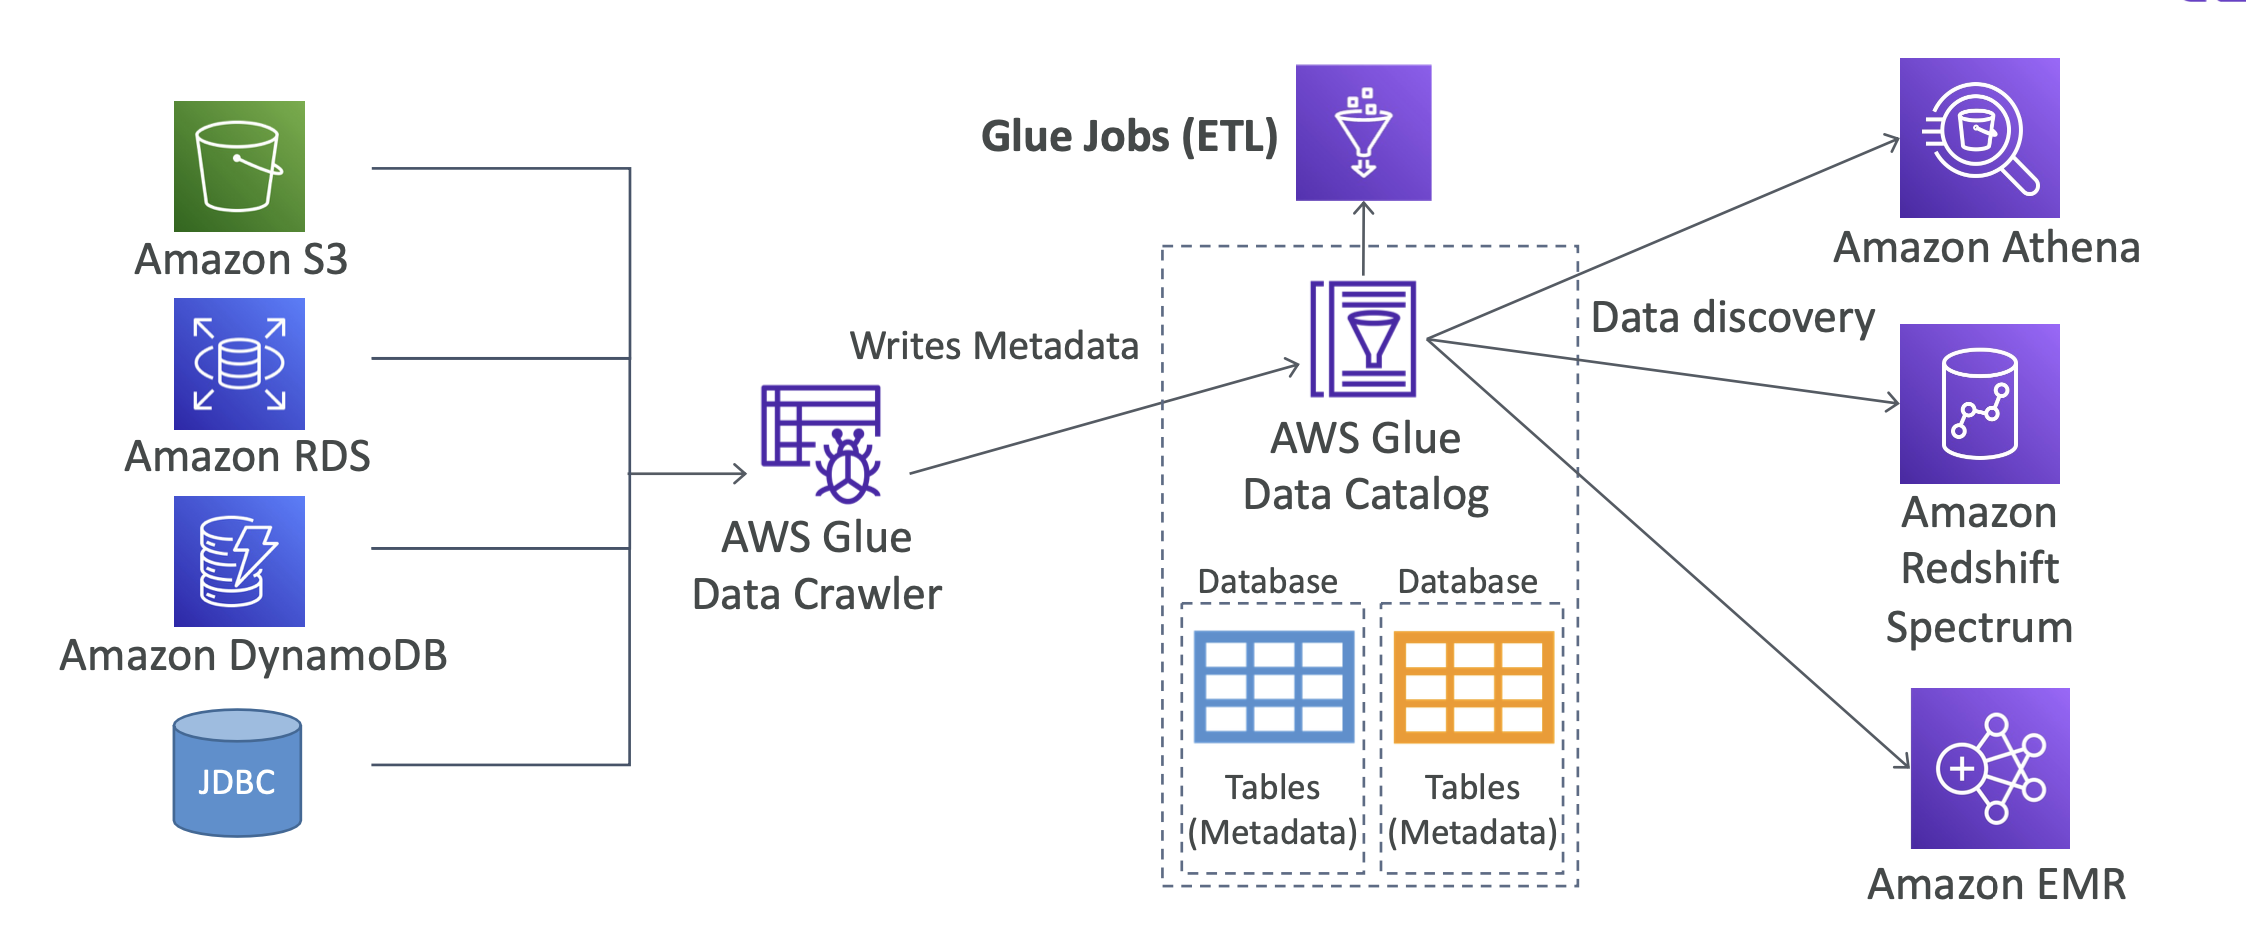 Amazon S3
Amazon RDS
Amazon DynamoDB
JDBC
AWS Glue
Data Crawler
Writes Metadata
Glue Jobs (ETL)
AWS Glue
Data Catalog
Database
Tables
(Metadata)
Database
Tables
(Metadata)
Data discovery
Amazon Athena
Amazon
Redshift
Spectrum
Amazon EMR